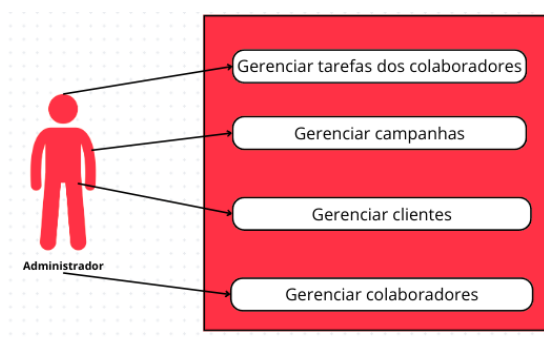 Gerenciar tarefas dos colaboradores
Gerenciar campanhas
Gerenciar clientes
Administrador
Gerenciar colaboradores